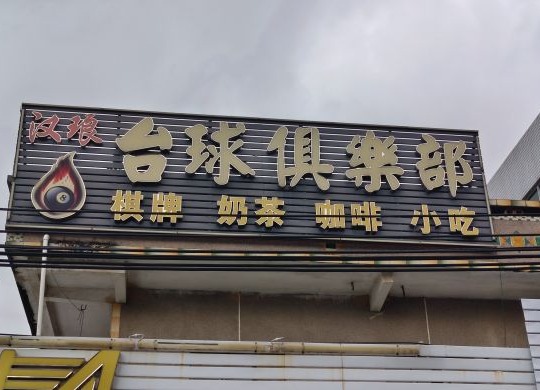 汉琅
台球俱樂部
棋牌 奶茶 咖啡 小吃